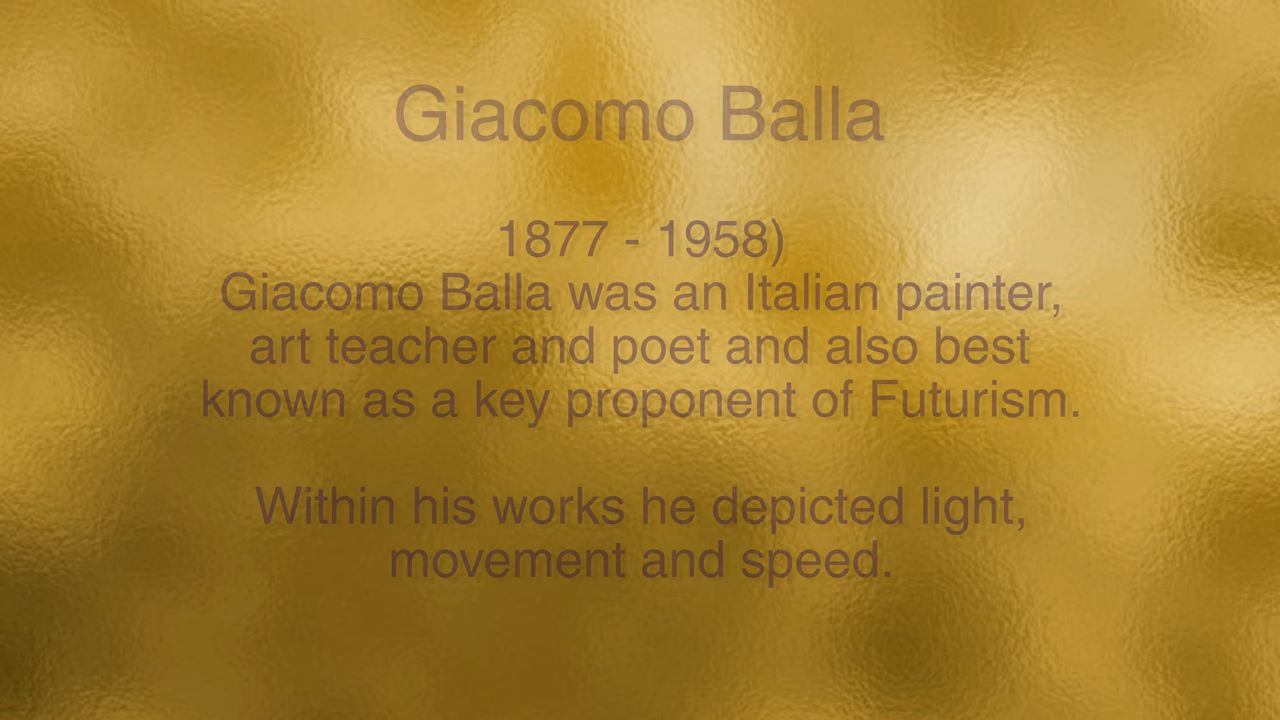 Giacomo Balla
1877 - 1958)
Giacomo Balla was an Italian painter,
art teacher and poet and also best
known as a key proponent of Futurism.
Within his works he depicted light,
movement and speed.